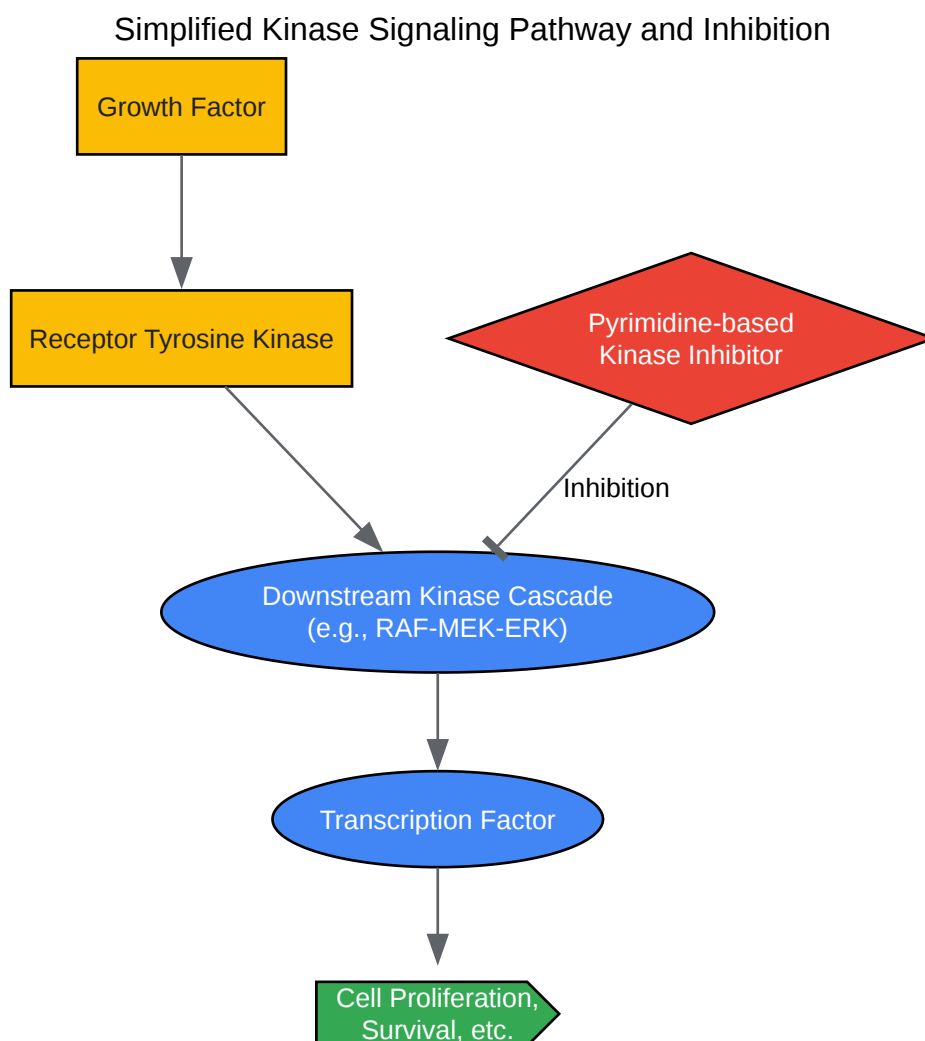 Simplified Kinase Signaling Pathway and Inhibition
Growth Factor
Receptor Tyrosine Kinase
Pyrimidine-based
Kinase Inhibitor
Inhibition
Downstream Kinase Cascade
(e.g., RAF-MEK-ERK)
Transcription Factor
Cell Proliferation,
Survival, etc.